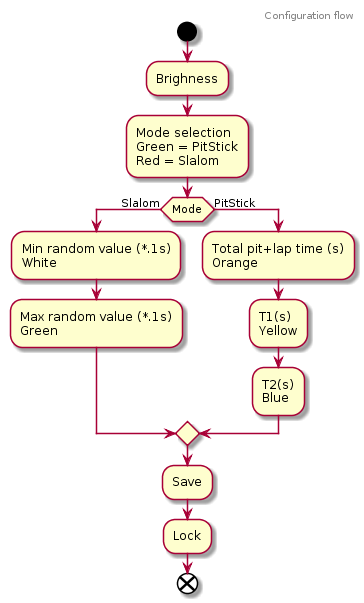 Configuration flow
Brighness
Mode selection
Green = PitStick
Red = Slalom
Slalom
Mode
PitStick
Min random value (*.1s)
White
Max random value (*.1s)
Green
Total pit+lap time (s)
Orange
T1(s)
Yellow
T2(s)
Blue
Save
Lock